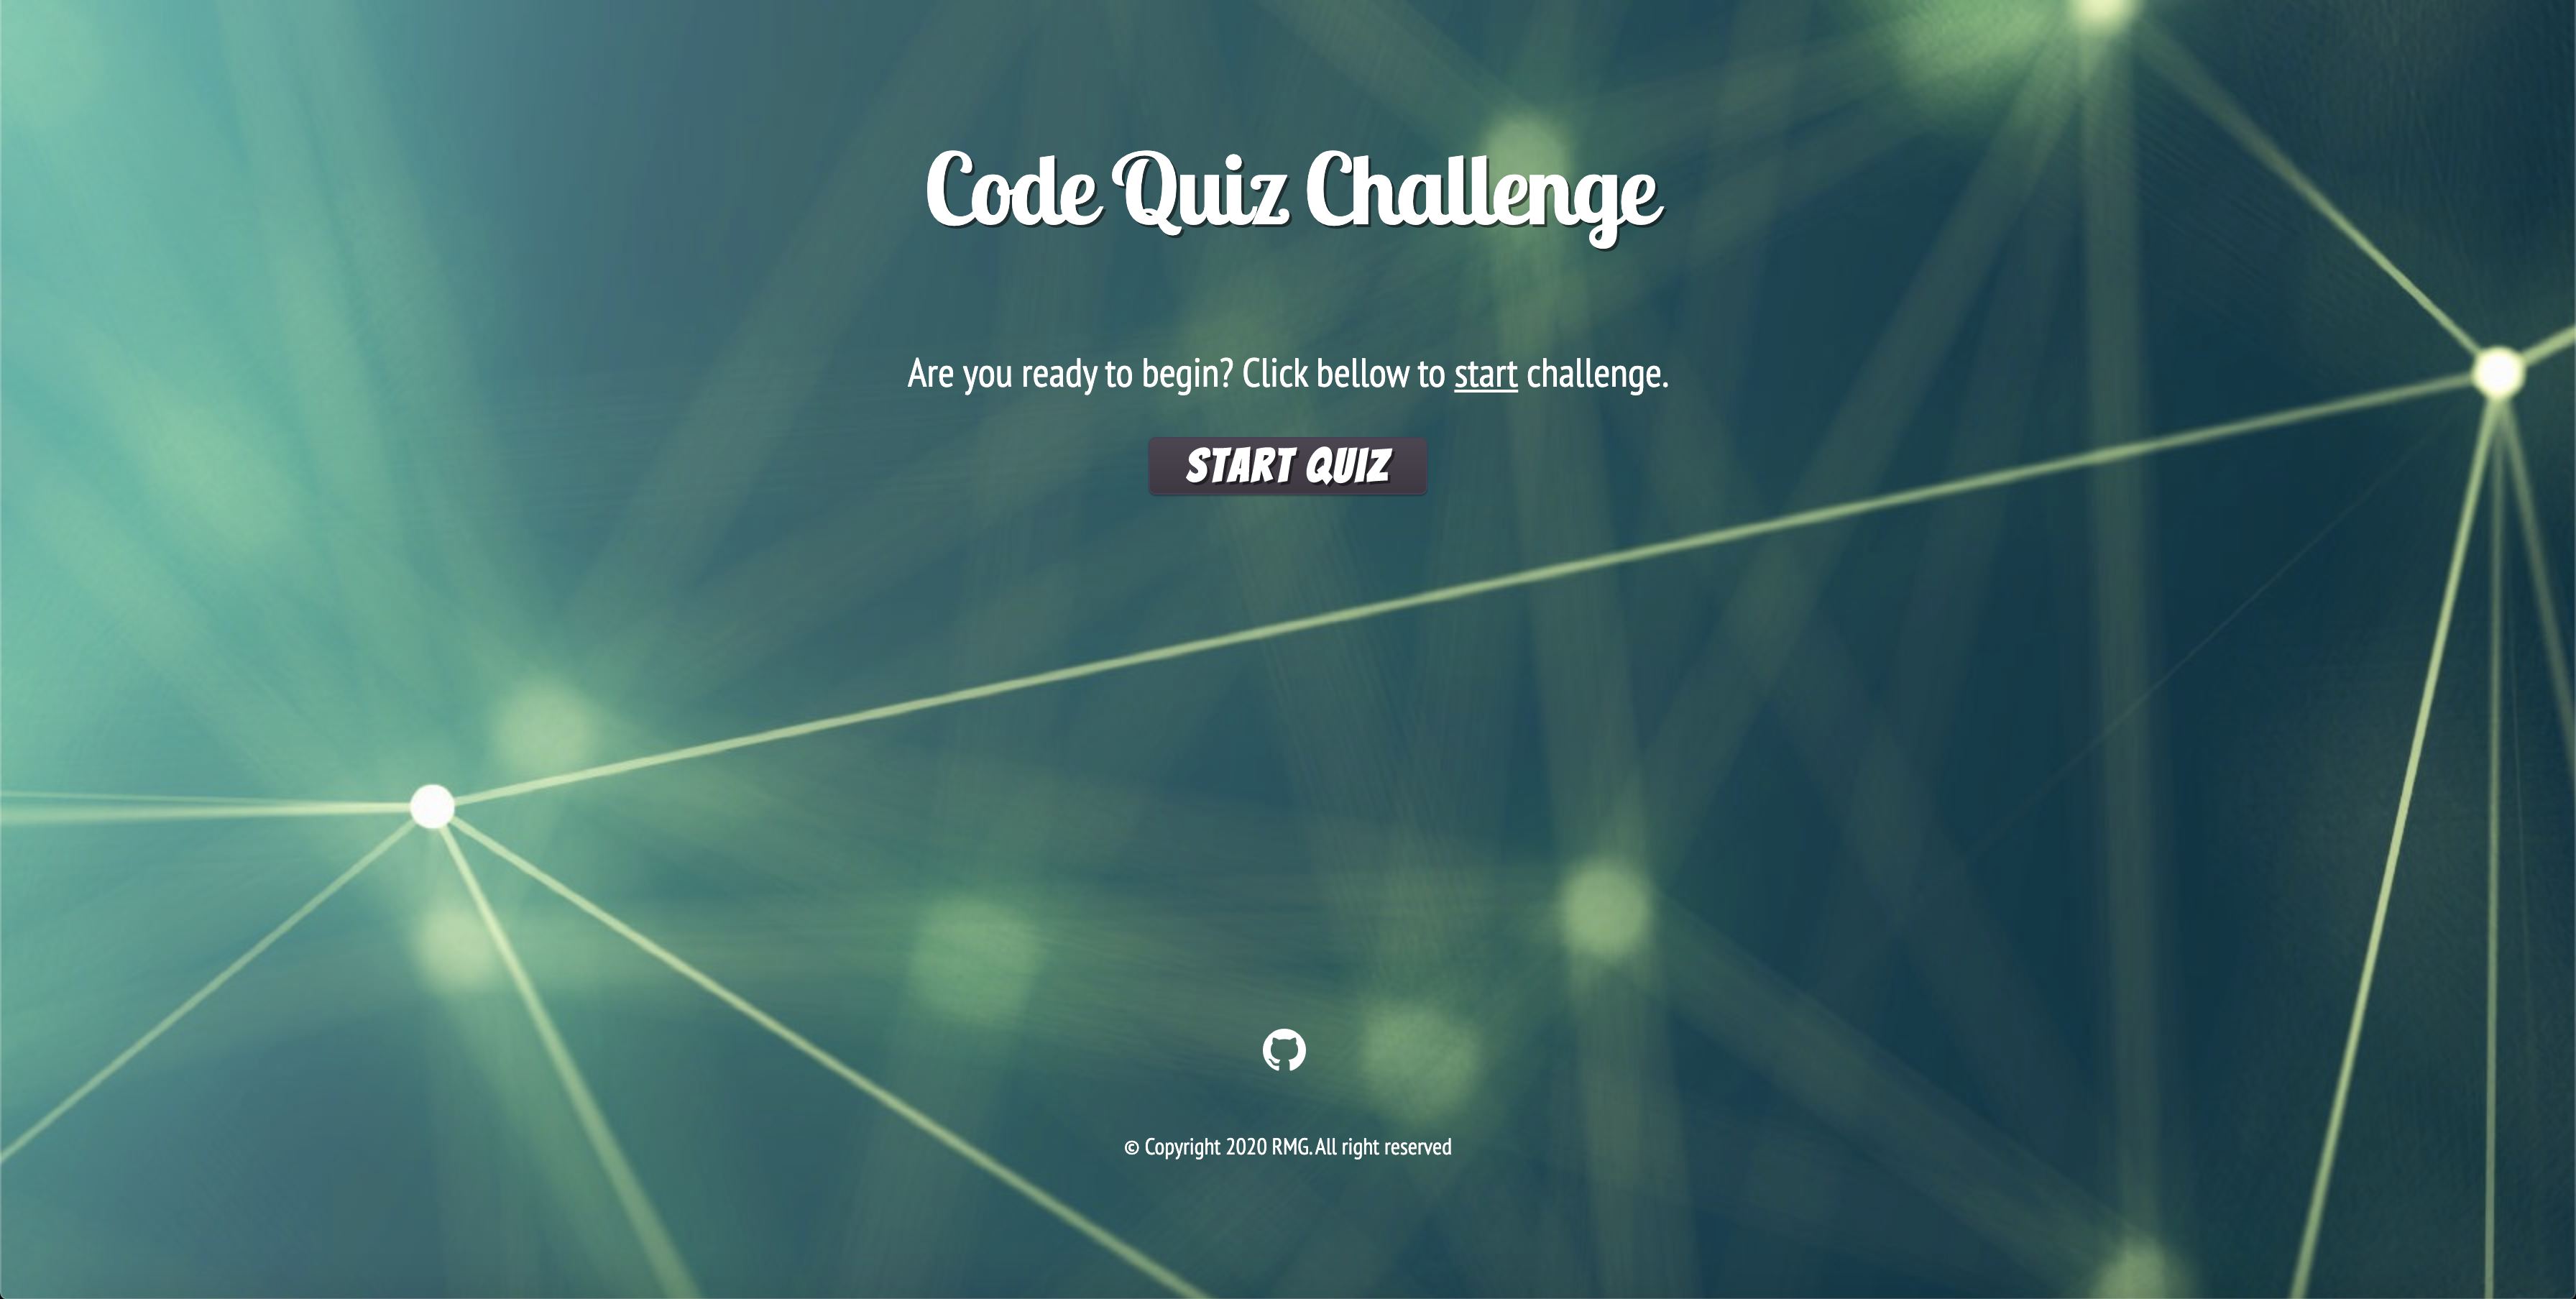 Code Quiz Challenge
Are you ready to begin? Click bellow to start challenge.
START QUIZ
© Copyright 2020 RMG. All right reserved